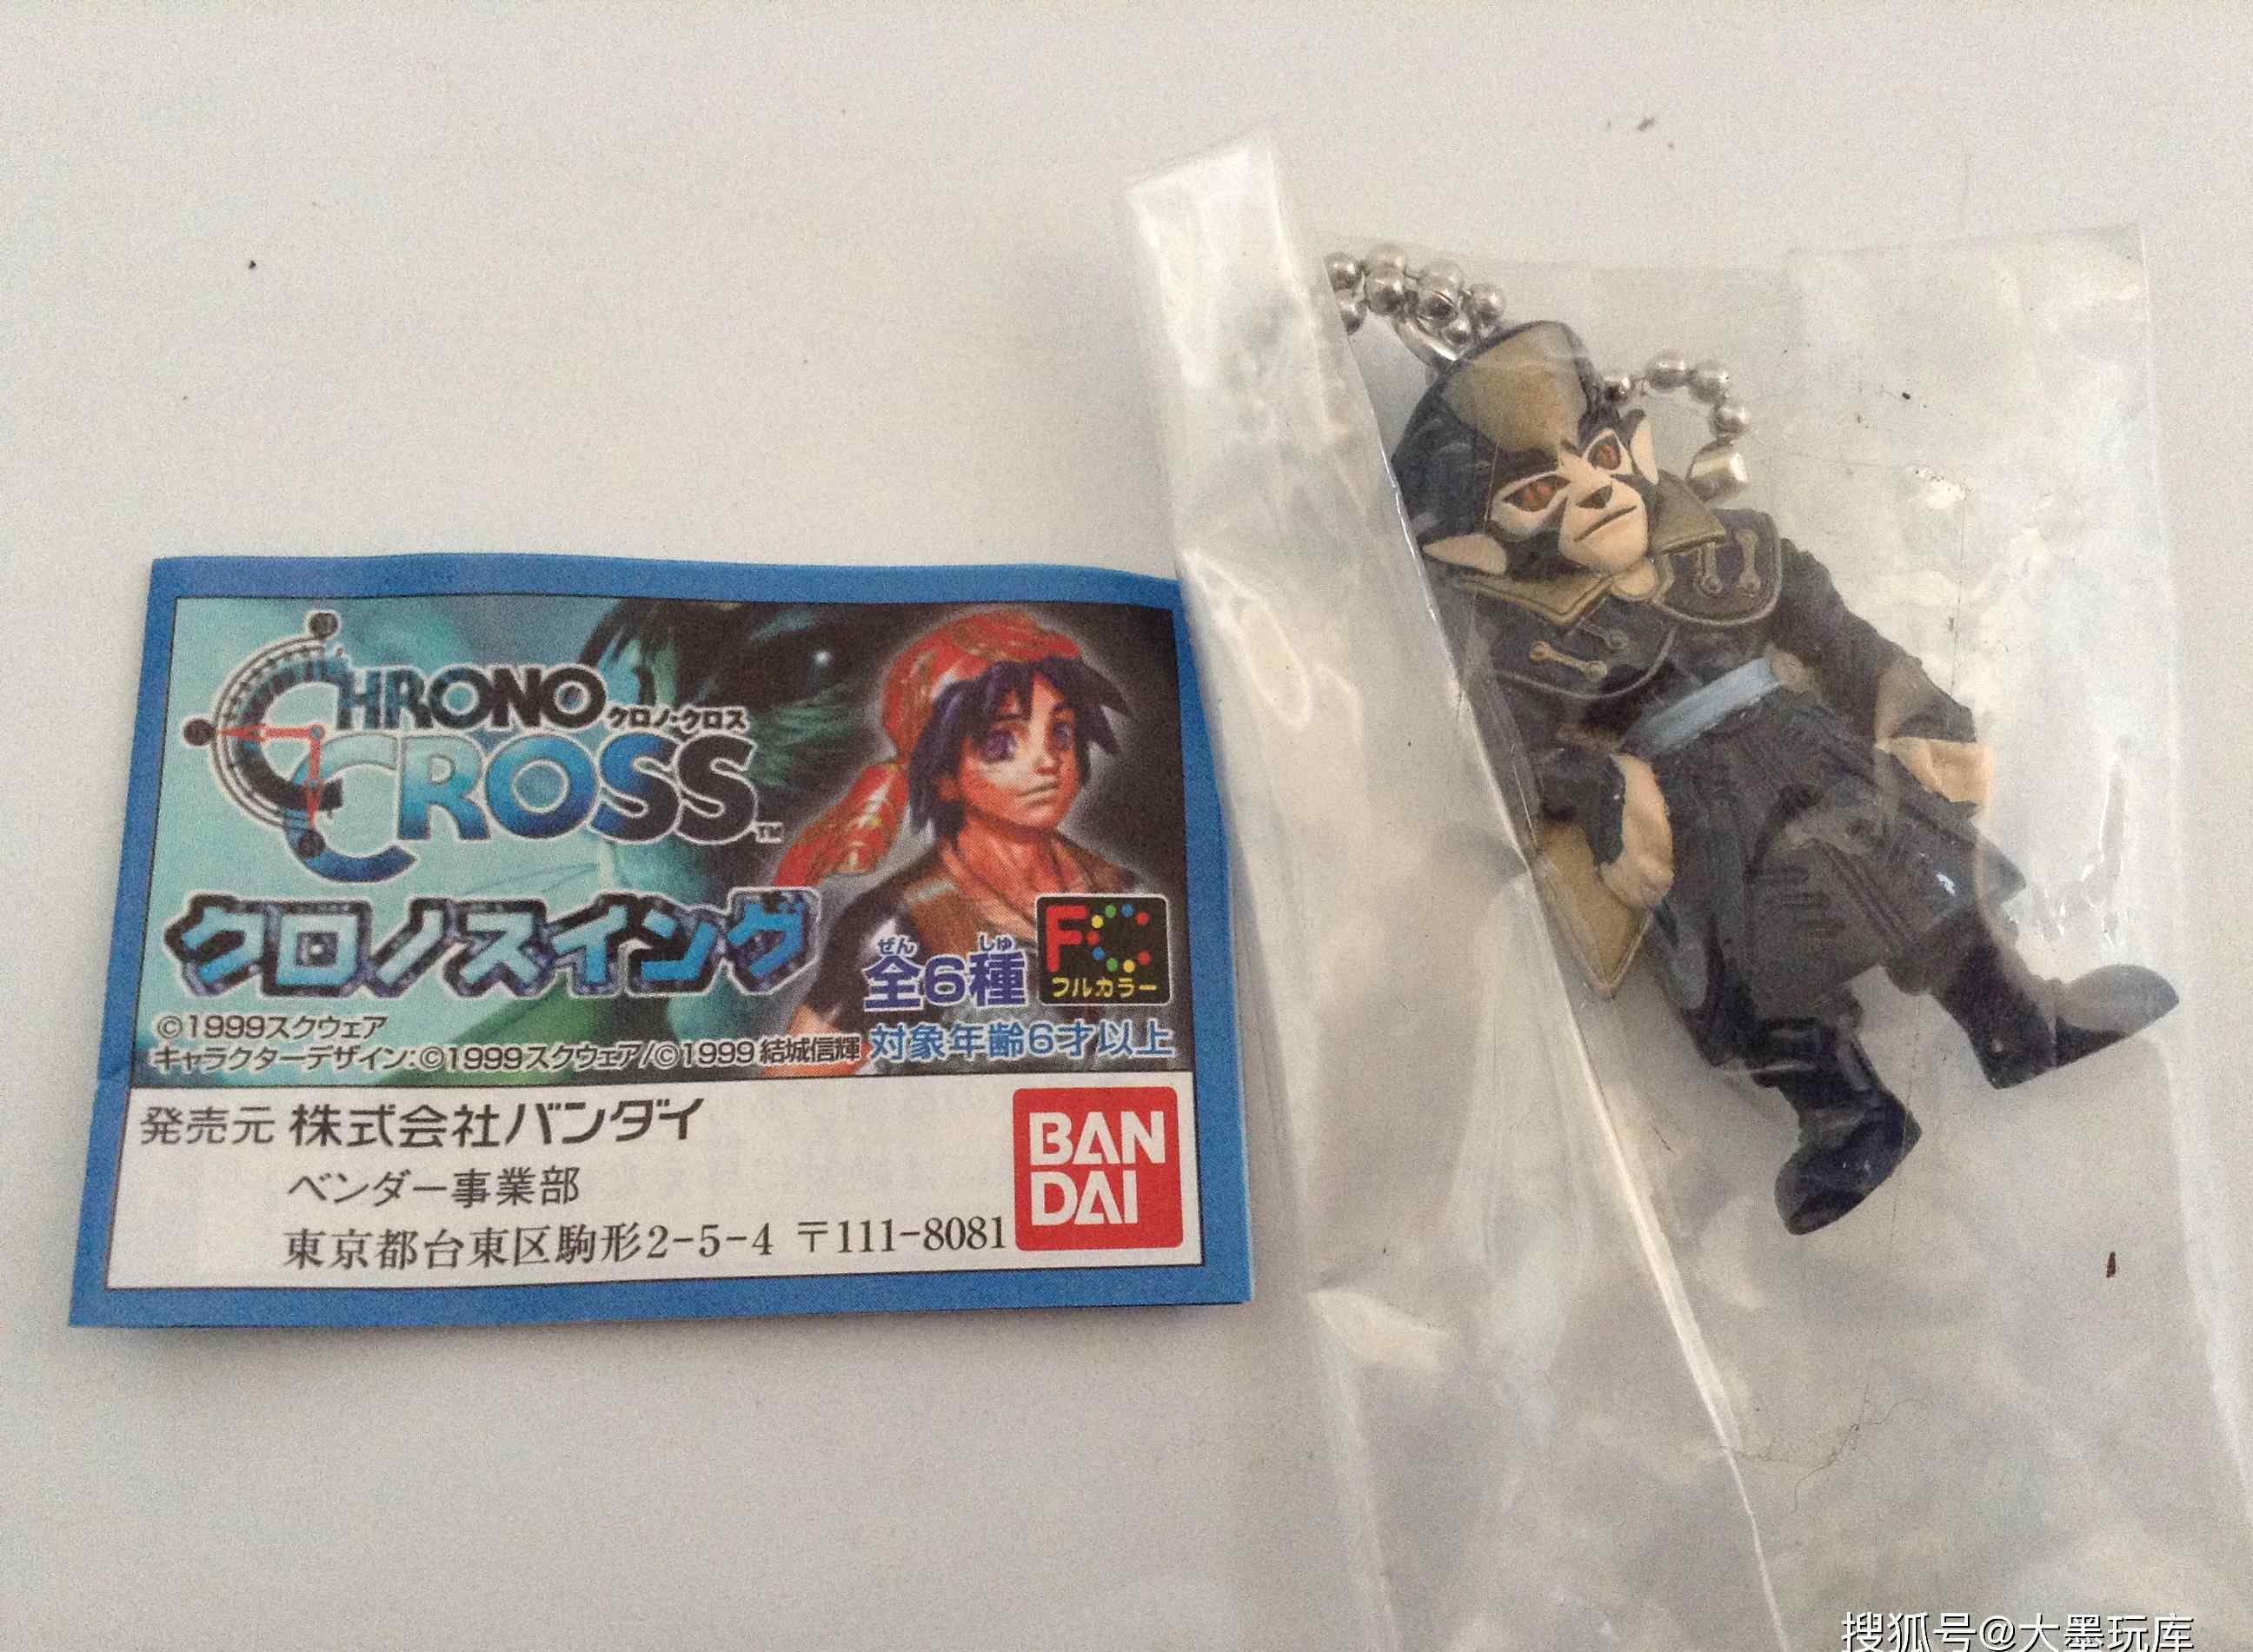 CHRONO
クロノ・クロス
CROSS™
クロノスイング
ぜん しゅ
全6種
FC
フルカラー
©1999スクウェア
キャラクターデザイン:©1999スクウェア/©1999 結城信輝
対象年齢6才以上
発売元 株式会社バンダイ
ベンダー事業部
東京都台東区駒形2-5-4 〒111-8081
BAN
DAI
搜狐号@大墨玩库